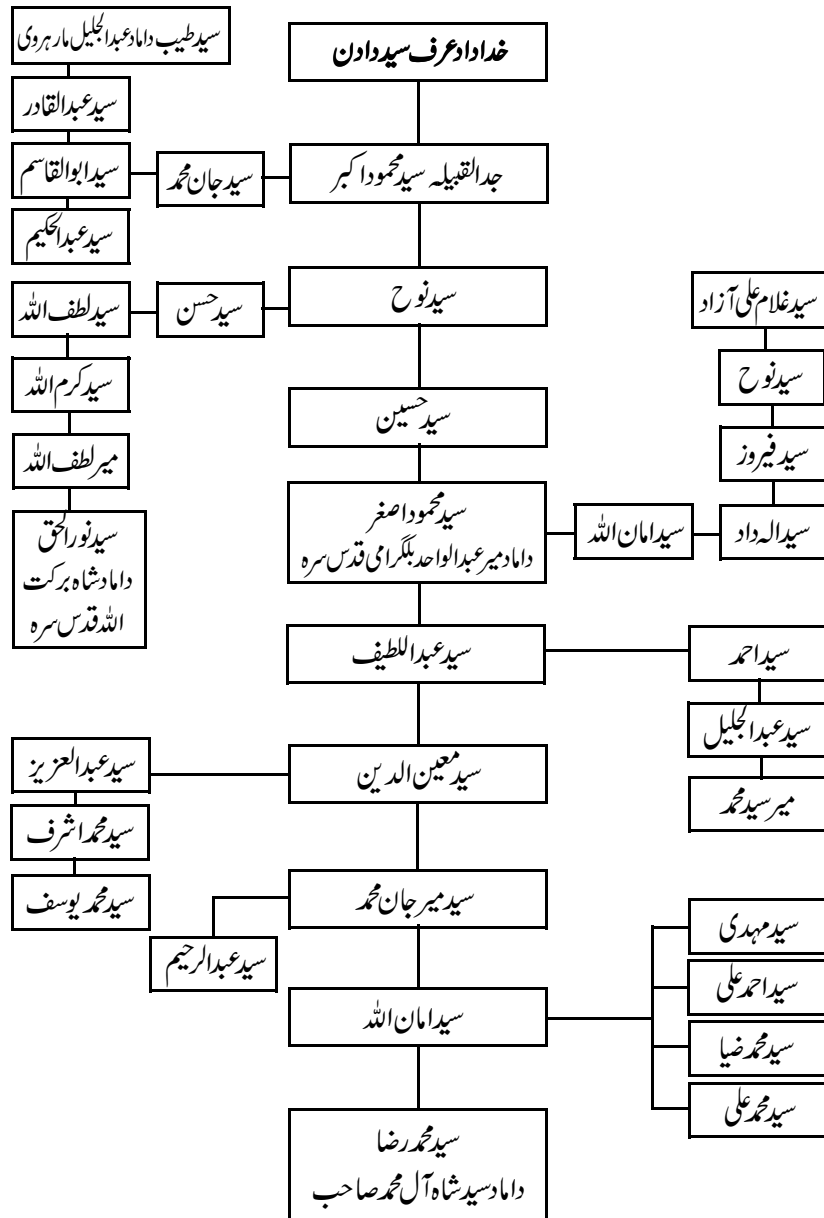 سید طیب داماد عبدالجلیل مارہروی
خداداد عرف سید دادن
سید عبدالقادر
جد القبیلہ سید محمود اکبر
سید جان محمد
سید ابوالقاسم
سید عبدالحکیم
سید نوح
سید حسن
سید لطف اللہ
سید غلام علی آزاد
سید کرم اللہ
سید نوح
سید حسین
میر لطف اللہ
سید فیروز
سید محمود اصغر
داماد میر عبدالواحد بلگرامی قدس سرہ
سید امان اللہ
سید الہ داد
سید نورالحق
داماد شاہ برکت
اللہ قدس سرہ
سید عبداللطیف
سید احمد
سید عبدالجلیل
سید معین الدین
سید عبدالعزیز
میر سید محمد
سید محمد اشرف
سید میر جان محمد
سید محمد یوسف
سید مہدی
سید عبدالرحیم
سید احمد علی
سید امان اللہ
سید محمد ضیا
سید محمد علی
سید محمد رضا
داماد سید شاہ آل محمد صاحب